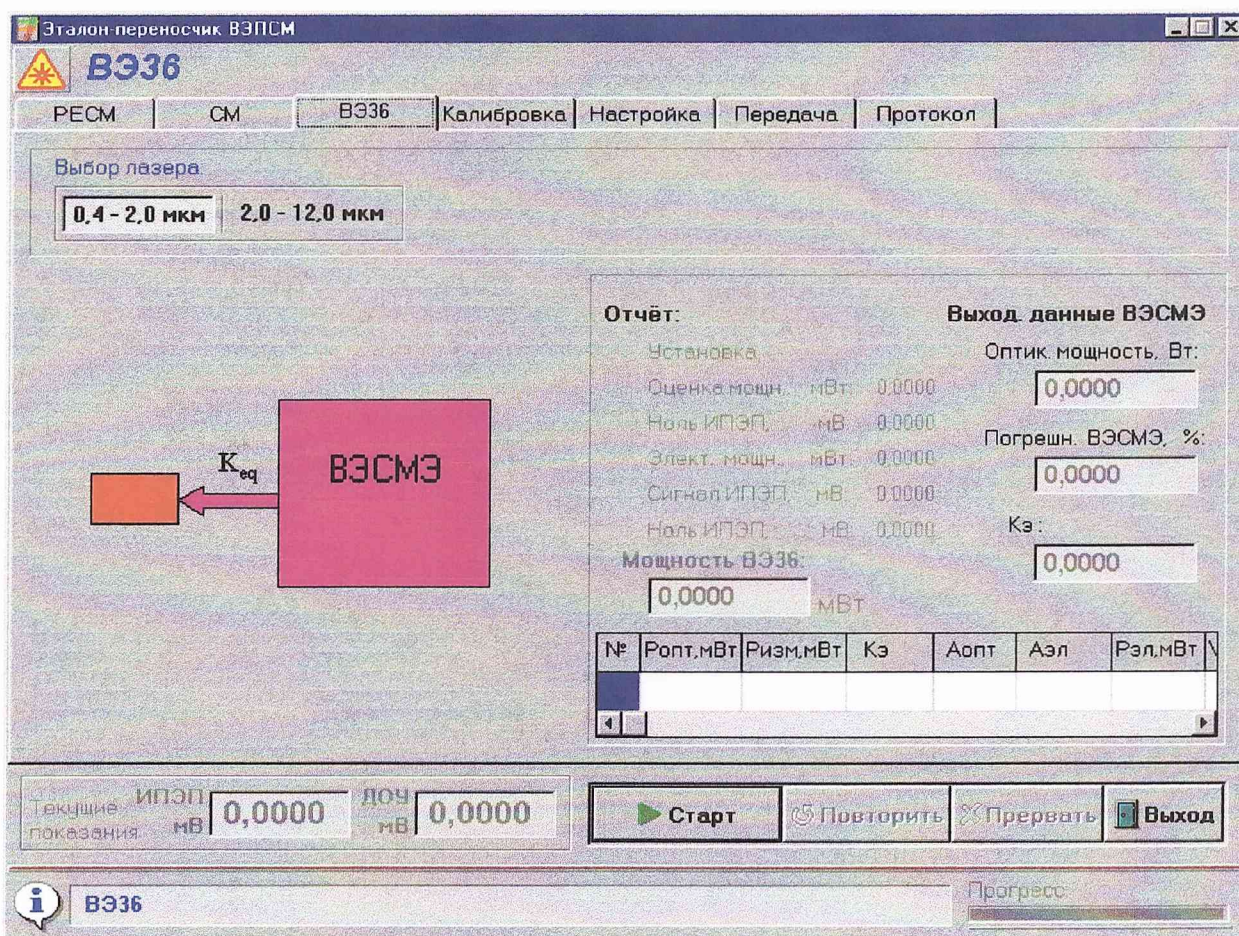 Эталон-переносчик ВЭПСМ
ВЭ36
РЕСМ СМ ВЭ36 Калибровка Настройка Передача Протокол
Выбор лазера
0,4 - 2,0 мкм 2,0 - 12,0 мкм
Отчёт:
Установка
Оценка мощн., мВт 0.0000
Ноль ИПЭП, мВ 0.0000
Элект. мощн., мВт 0.0000
Сигнал ИПЭП, мВ 0.0000
Ноль ИПЭП, мВ 0.0000
Мощность ВЭ36:
0,0000 мВт
Выход. данные ВЭСМЭ
Оптик. мощность, Вт:
0,0000
Погрешн. ВЭСМЭ, %:
0,0000
Кэ:
0,0000
Keq
ВЭСМЭ
№ Pопт,мВт Pизм,мВт Кэ Аопт Аэл Рэл,мВт
Текущие показания ИПЭП мВ 0,0000 ДОЧ мВ 0,0000
Старт Повторить Прервать Выход
ВЭ36
Прогресс